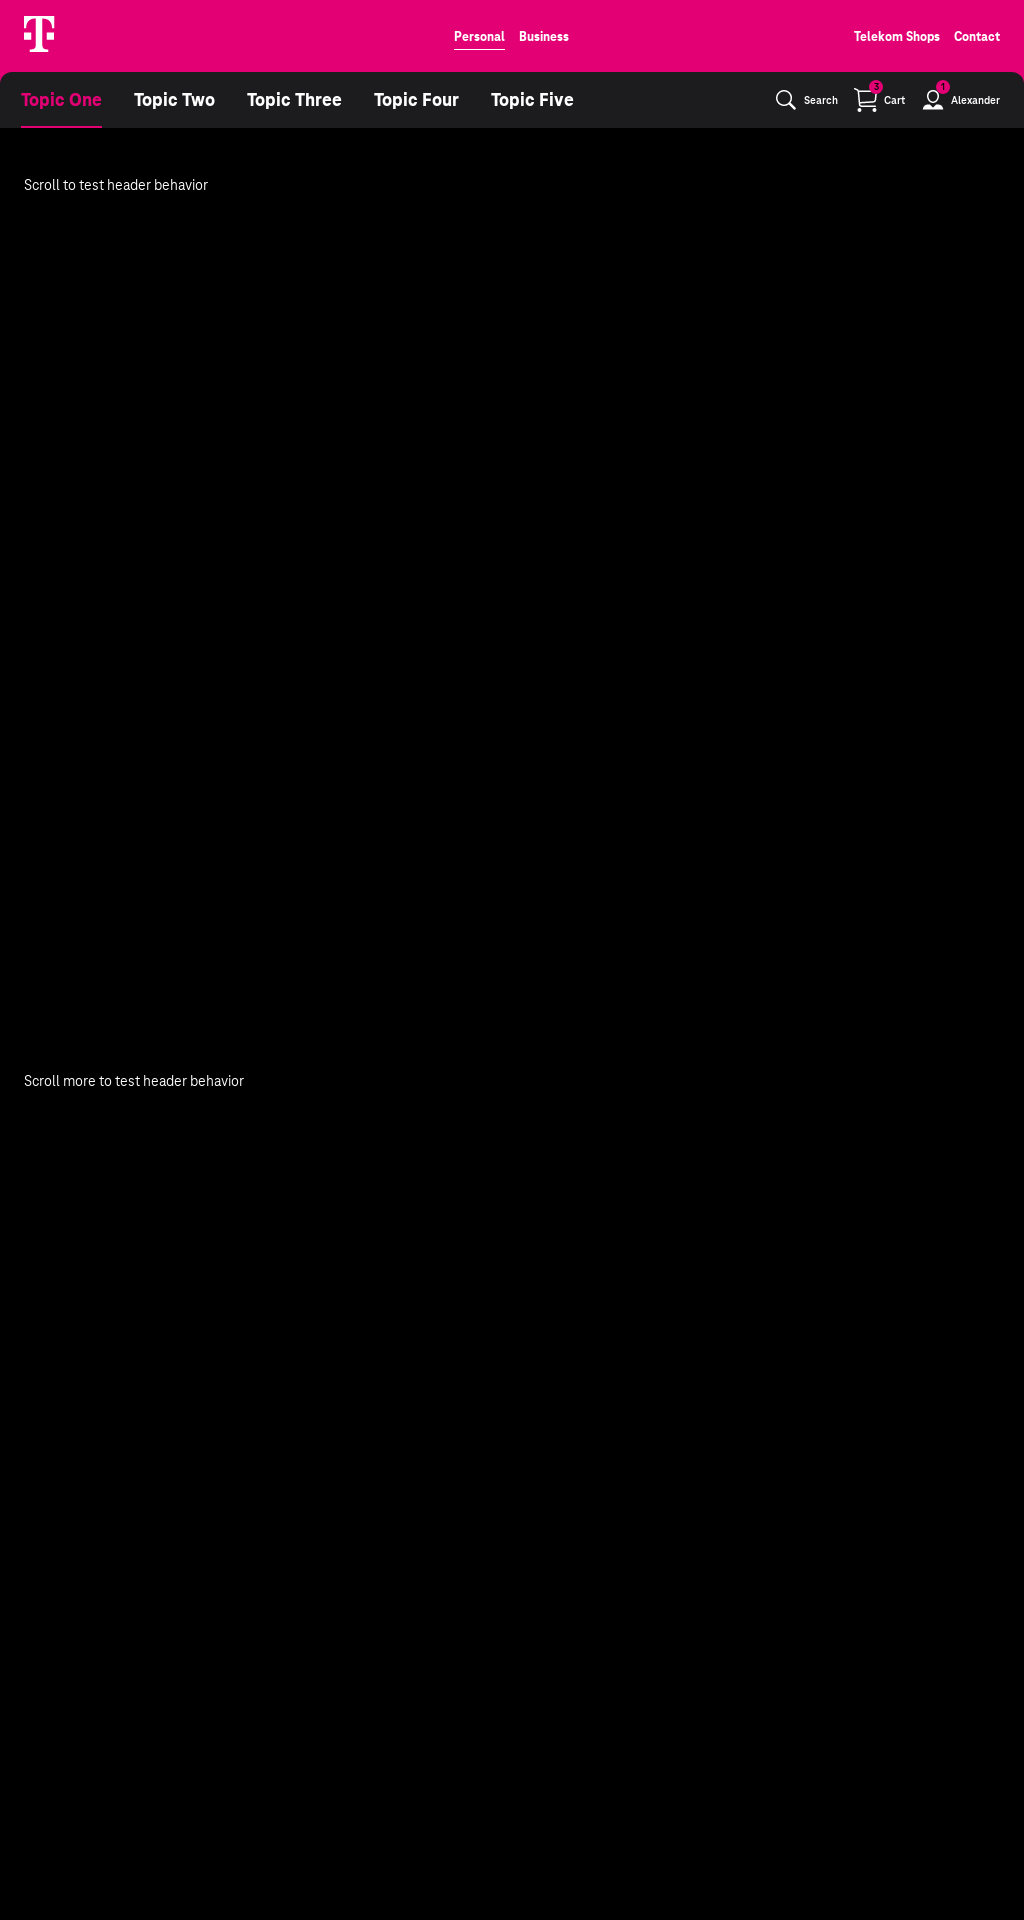 Personal Business
Telekom Shops Contact
Topic One Topic Two Topic Three Topic Four Topic Five
Search 3 Cart 1 Alexander
Scroll to test header behavior
Scroll more to test header behavior